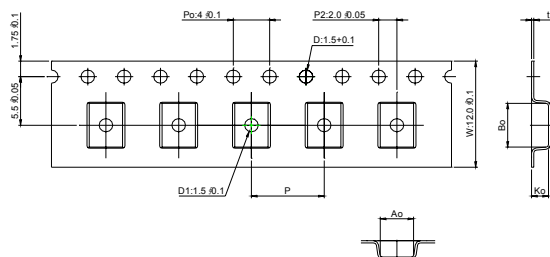 Po:4 ±0.1
P2:2.0 ±0.05
t
1.75 ±0.1
D:1.5+0.1
5.5 ±0.05
W:12.0 ±0.1
Bo
D1:1.5 ±0.1
P
Ko
Ao